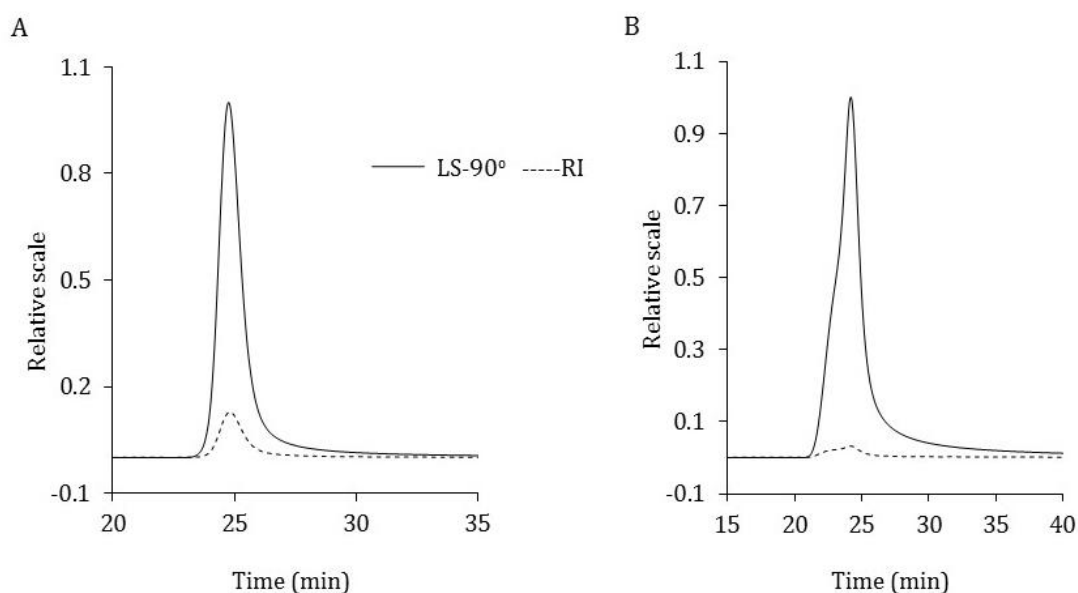 A
1.1
0.8
0.5
0.2
-0.1
20 25 30 35
Relative scale
Time (min)
LS-90º -----RI
B
1.1
0.9
0.7
0.5
0.3
0.1
-0.1
15 20 25 30 35 40
Relative scale
Time (min)